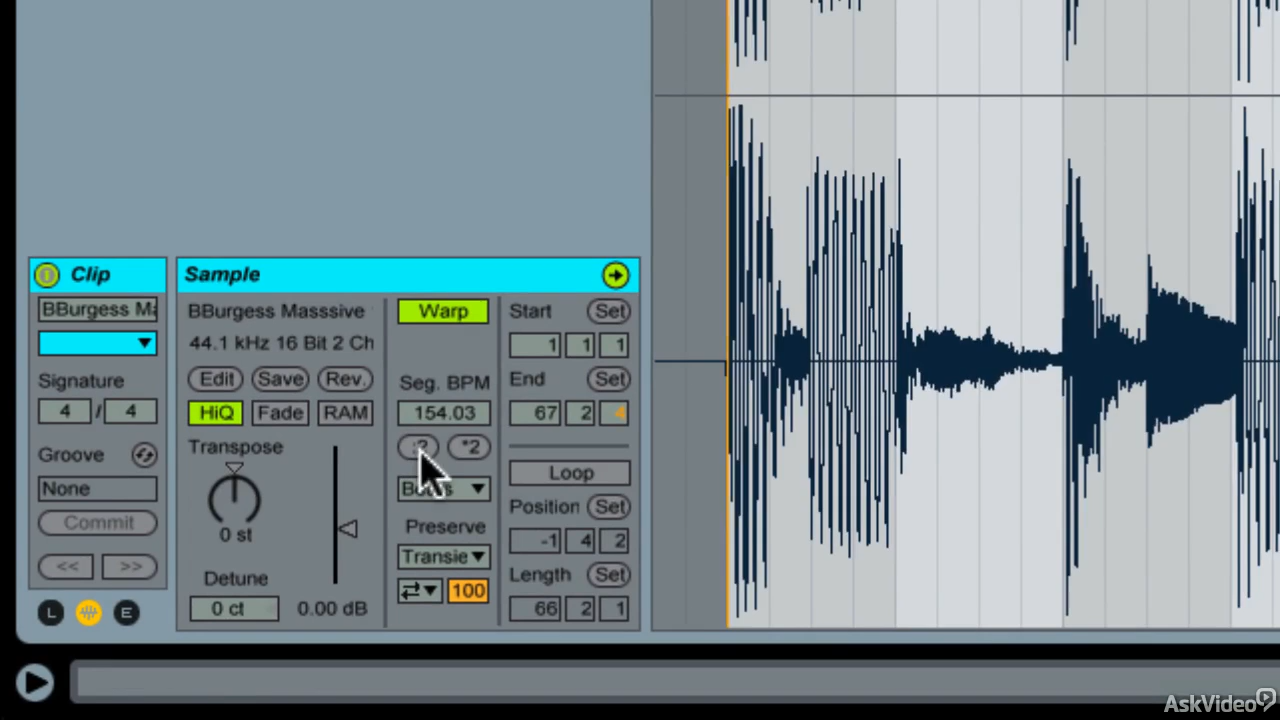 Clip
BBurgess Ma
Signature
4 / 4
Groove
None
Commit
<< >>
L E
Sample
BBurgess Masssive
44.1 kHz 16 Bit 2 Ch
Edit Save Rev.
HiQ Fade RAM
Transpose
0 st
Detune
0 ct 0.00 dB
Warp
Seg. BPM
154.03
:2 *2
Preserve
Transie
100
Start Set
1 1 1
End Set
67 2 4
Loop
Position Set
-1 4 2
Length Set
66 2 1
AskVideo